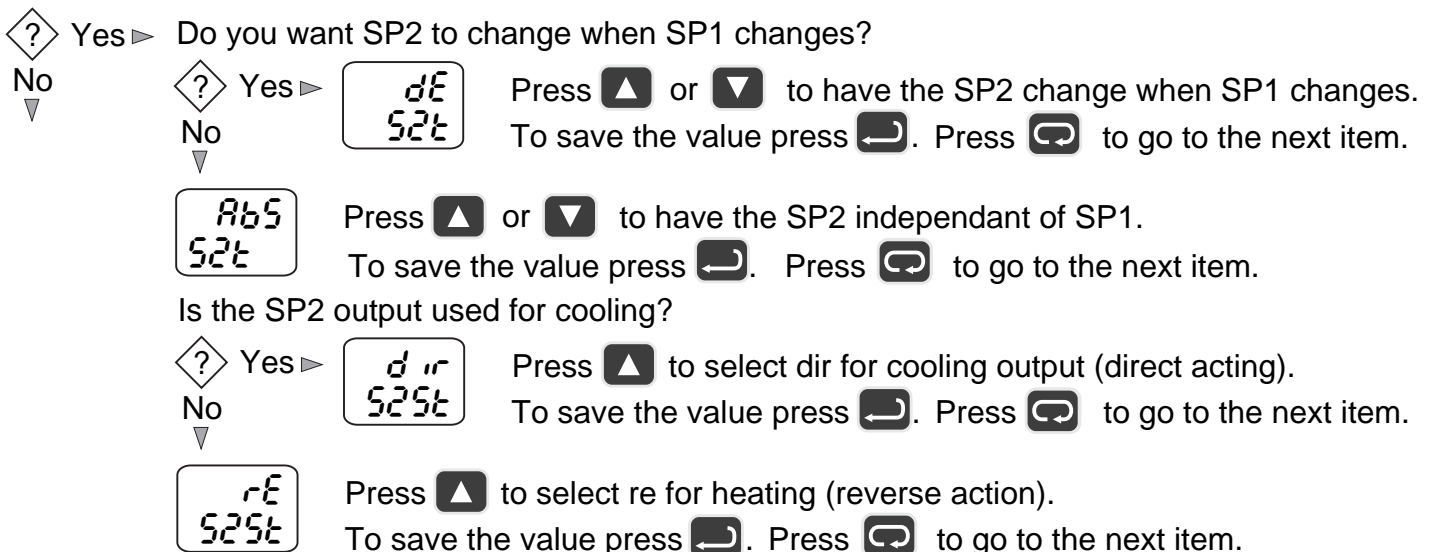 ? Yes Do you want SP2 to change when SP1 changes?
No
? Yes dE Press or to have the SP2 change when SP1 changes.
No S2t To save the value press . Press to go to the next item.
AbS Press or to have the SP2 independant of SP1.
S2t To save the value press . Press to go to the next item.
Is the SP2 output used for cooling?
? Yes dir Press to select dir for cooling output (direct acting).
No S2St To save the value press . Press to go to the next item.
rE Press to select re for heating (reverse action).
S2St To save the value press . Press to go to the next item.